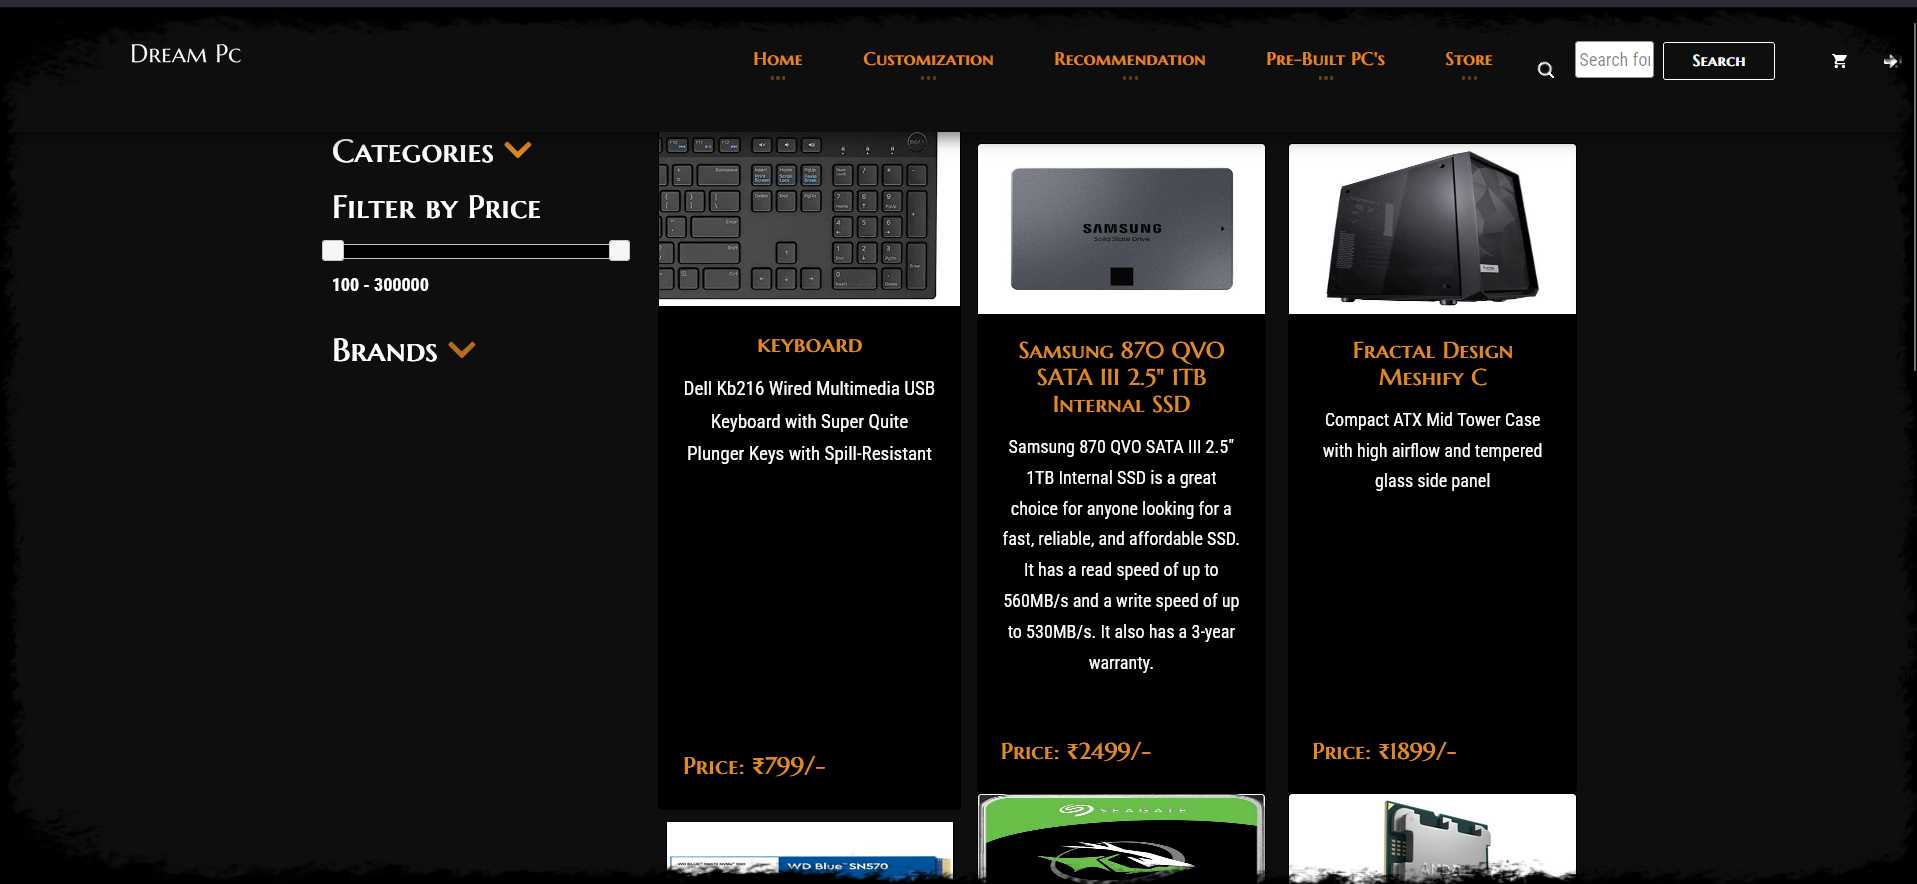 Dream Pc
Home
Customization
Recommendation
Pre-Built PC's
Store
Search for
Search
Categories
Filter by Price
100 - 300000
Brands
keyboard
Dell Kb216 Wired Multimedia USB
Keyboard with Super Quite
Plunger Keys with Spill-Resistant
Price: ₹799/-
SAMSUNG
Solid State Drive
Samsung 870 QVO
SATA III 2.5" 1TB
Internal SSD
Samsung 870 QVO SATA III 2.5"
1TB Internal SSD is a great
choice for anyone looking for a
fast, reliable, and affordable SSD.
It has a read speed of up to
560MB/s and a write speed of up
to 530MB/s. It also has a 3-year
warranty.
Price: ₹2499/-
Fractal Design
Meshify C
Compact ATX Mid Tower Case
with high airflow and tempered
glass side panel
Price: ₹1899/-
WD Blue™ SN570
SEAGATE
AMD